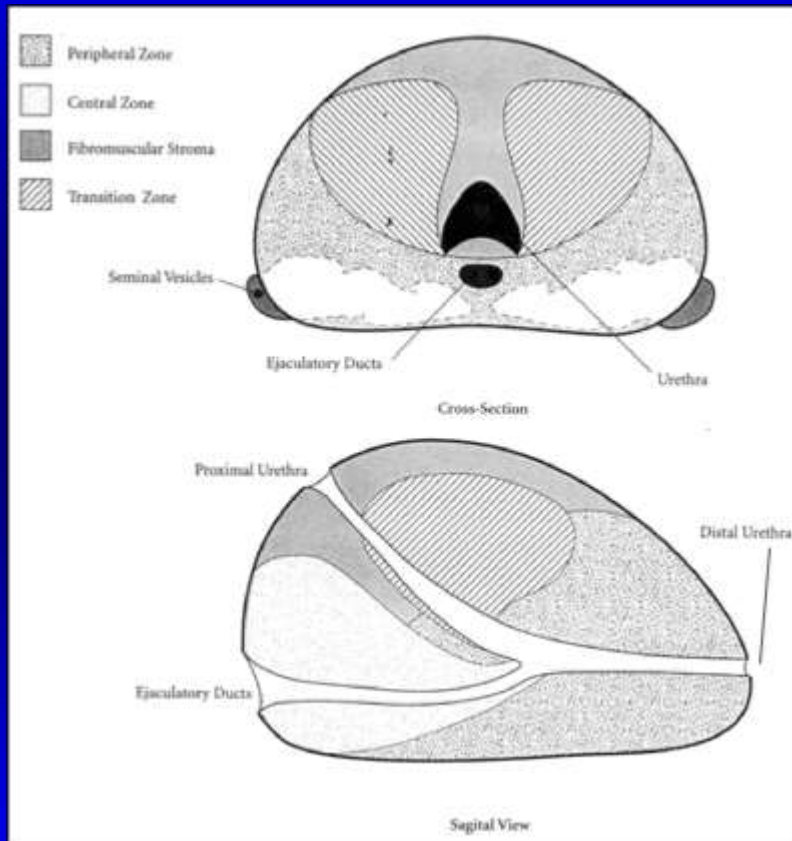 Peripheral Zone
Central Zone
Fibromuscular Stroma
Transition Zone
Seminal Vesicles
Ejaculatory Ducts
Urethra
Cross-Section
Proximal Urethra
Distal Urethra
Ejaculatory Ducts
Sagital View